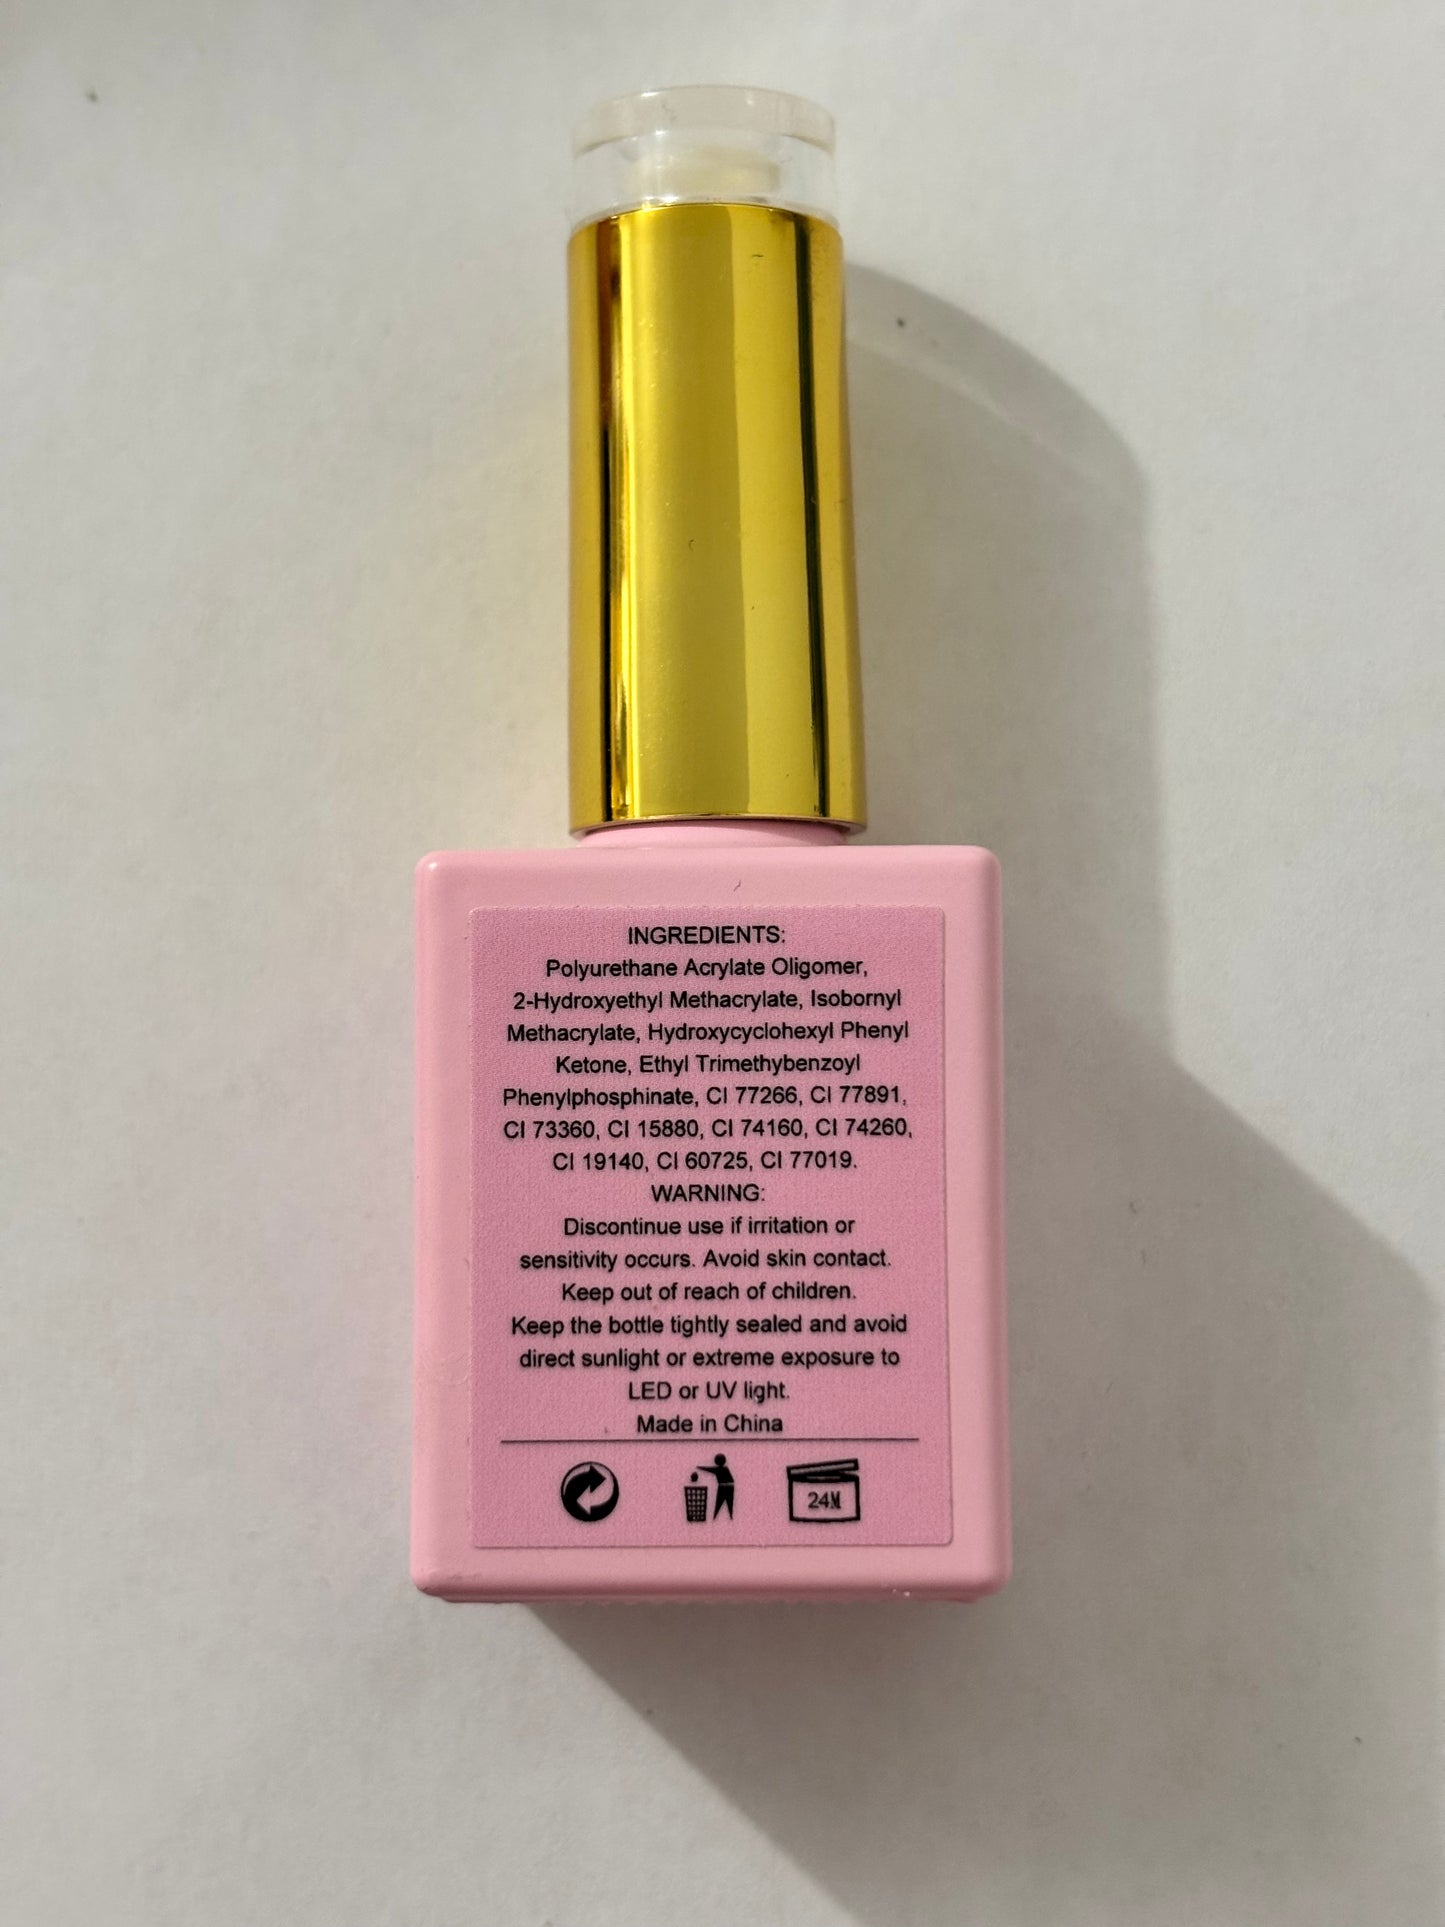 INGREDIENTS:
Polyurethane Acrylate Oligomer,
2-Hydroxyethyl Methacrylate, Isobornyl
Methacrylate, Hydroxycyclohexyl Phenyl
Ketone, Ethyl Trimethybenzoyl
Phenylphosphinate, CI 77266, CI 77891,
CI 73360, CI 15880, CI 74160, CI 74260,
CI 19140, CI 60725, CI 77019.
WARNING:
Discontinue use if irritation or
sensitivity occurs. Avoid skin contact.
Keep out of reach of children.
Keep the bottle tightly sealed and avoid
direct sunlight or extreme exposure to
LED or UV light.
Made in China
24M